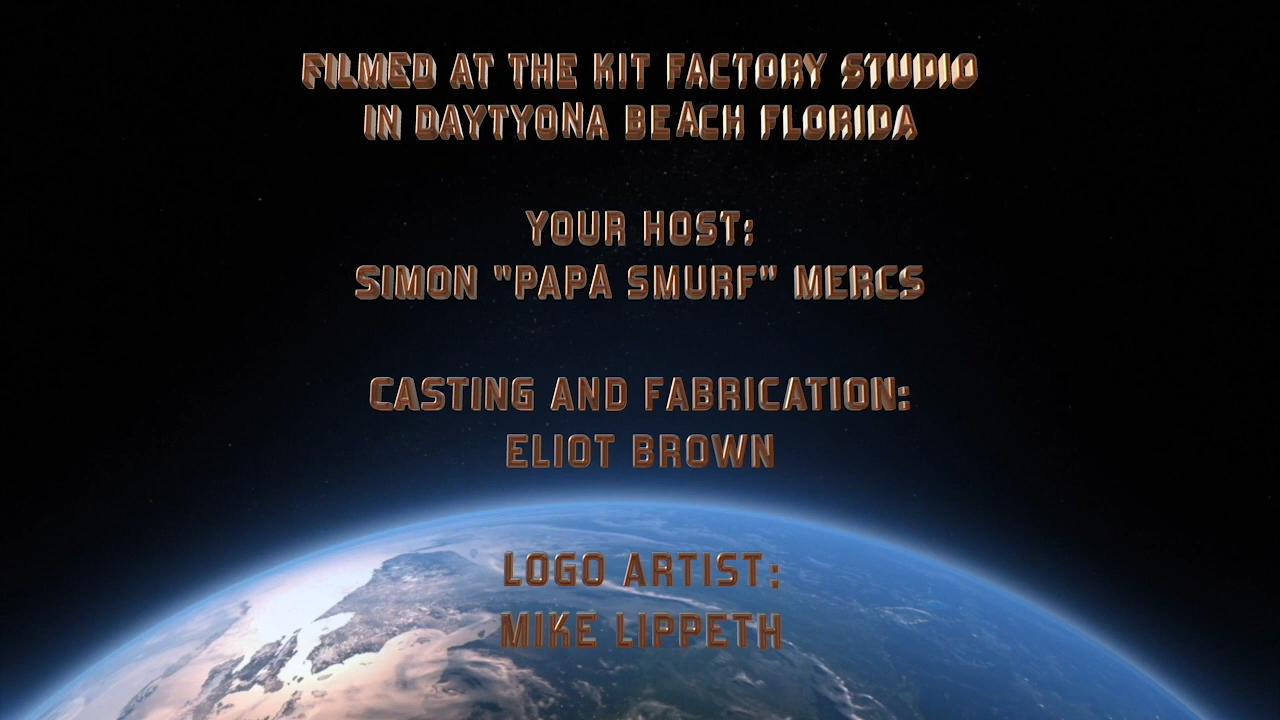 FILMED AT THE KIT FACTORY STUDIO
IN DAYTYONA BEACH FLORIDA
YOUR HOST:
SIMON "PAPA SMURF" MERCS
CASTING AND FABRICATION:
ELIOT BROWN
LOGO ARTIST:
MIKE LIPPETH